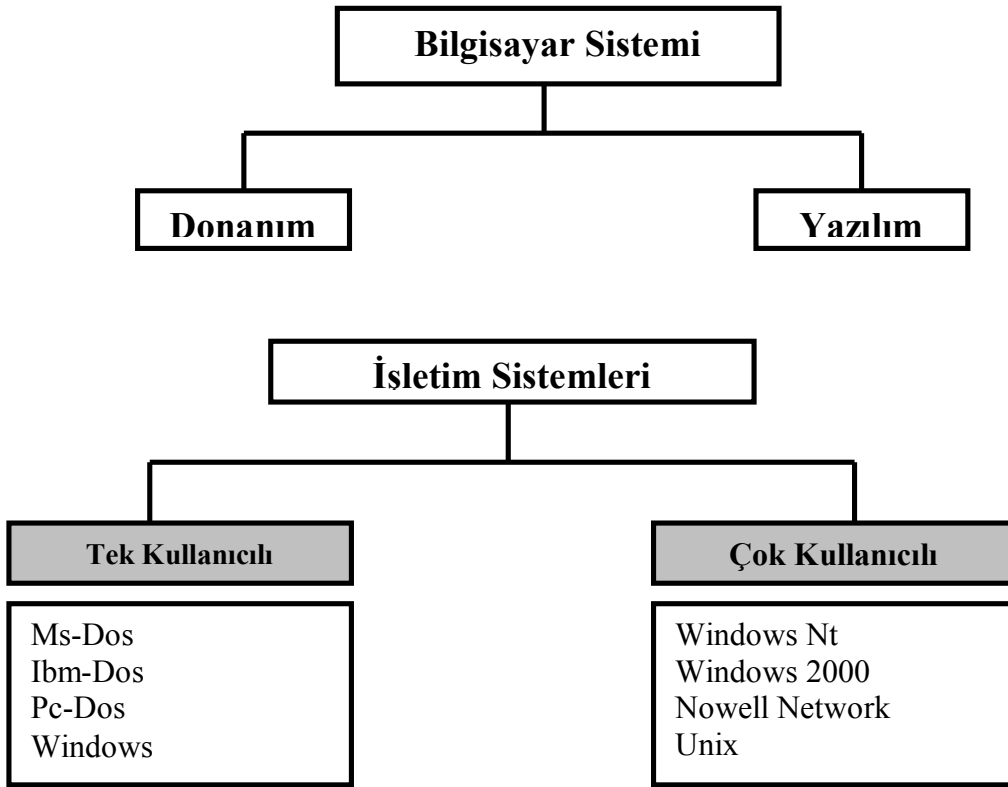 Bilgisayar Sistemi
Donanım
Yazılım
İşletim Sistemleri
Tek Kullanıcılı
Çok Kullanıcılı
Ms-Dos
Ibm-Dos
Pc-Dos
Windows
Windows Nt
Windows 2000
Nowell Network
Unix